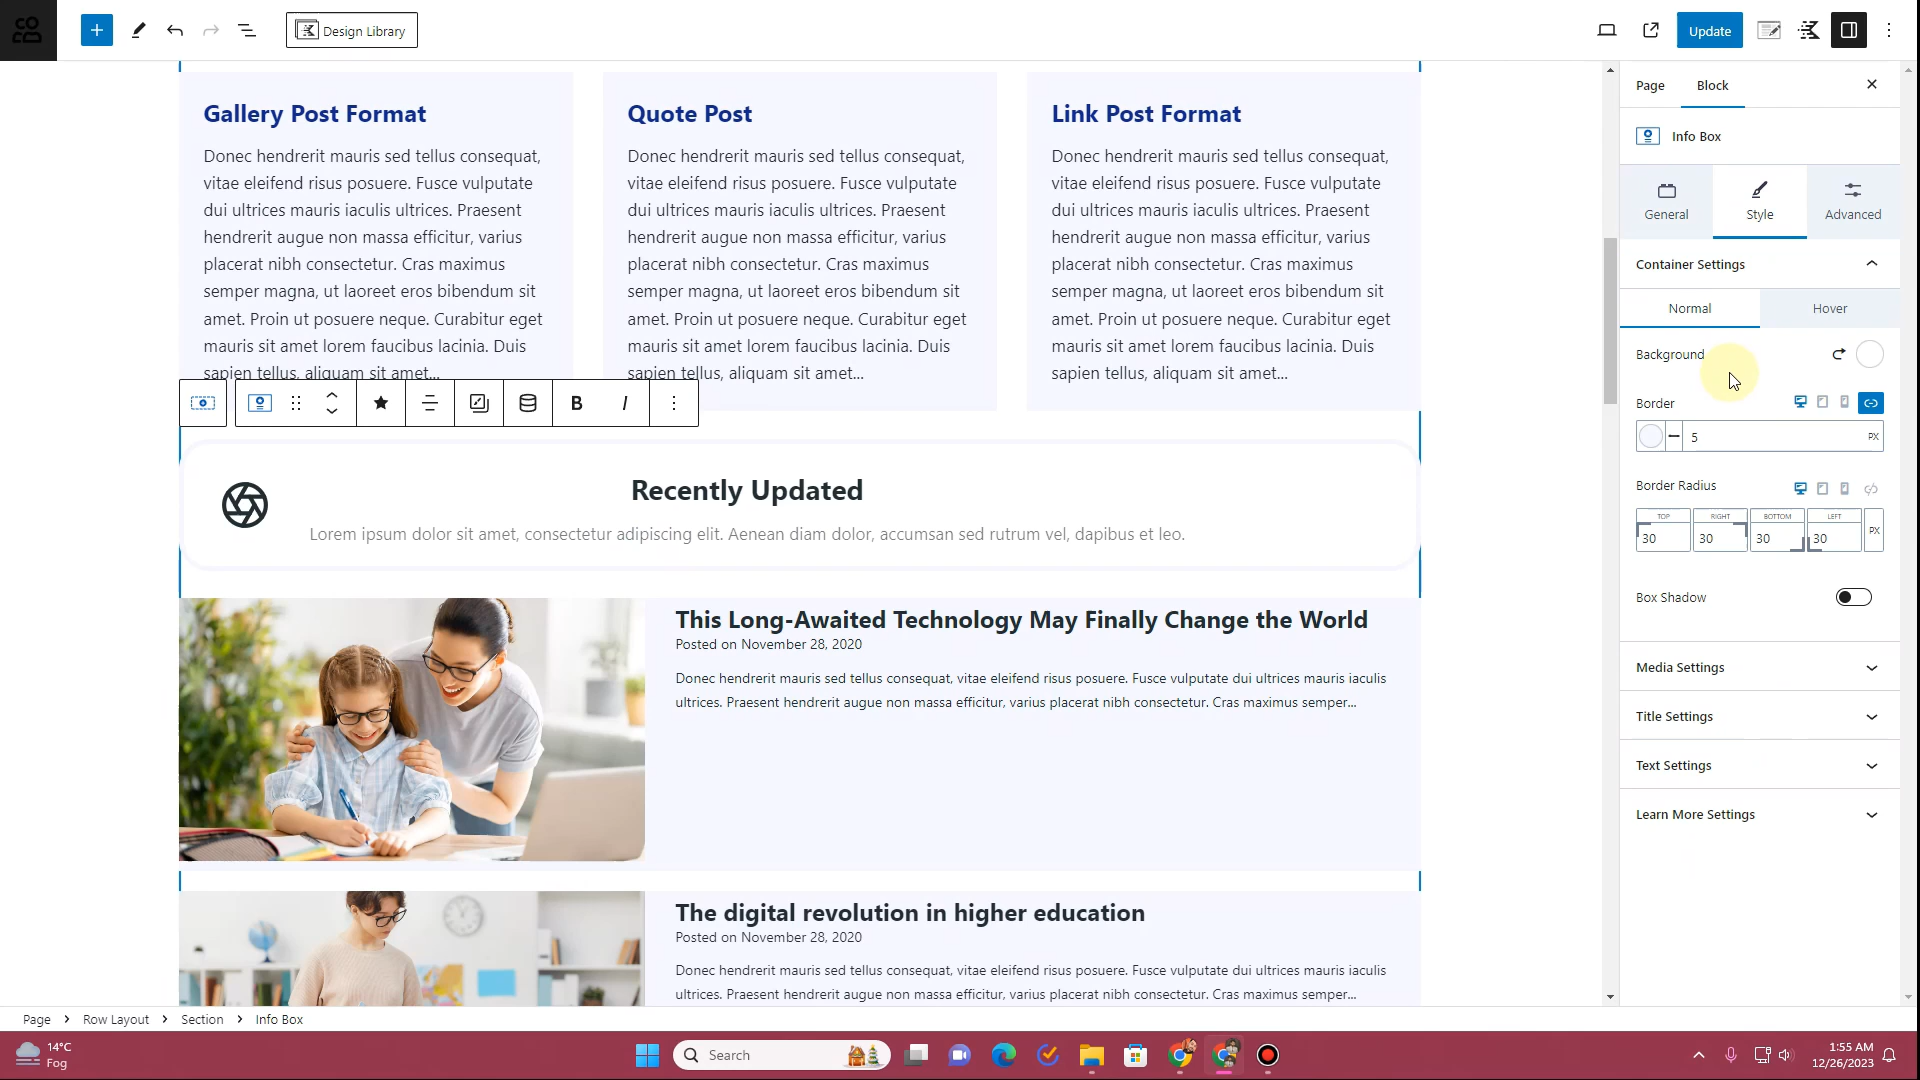 Design Library
Update
Gallery Post Format
Donec hendrerit mauris sed tellus consequat,
vitae eleifend risus posuere. Fusce vulputate
dui ultrices mauris iaculis ultrices. Praesent
hendrerit augue non massa efficitur, varius
placerat nibh consectetur. Cras maximus
semper magna, ut laoreet eros bibendum sit
amet. Proin ut posuere neque. Curabitur eget
mauris sit amet lorem faucibus lacinia. Duis
sapien tellus, aliquam sit amet...
Quote Post
Donec hendrerit mauris sed tellus consequat,
vitae eleifend risus posuere. Fusce vulputate
dui ultrices mauris iaculis ultrices. Praesent
hendrerit augue non massa efficitur, varius
placerat nibh consectetur. Cras maximus
semper magna, ut laoreet eros bibendum sit
amet. Proin ut posuere neque. Curabitur eget
mauris sit amet lorem faucibus lacinia. Duis
sapien tellus, aliquam sit amet...
Link Post Format
Donec hendrerit mauris sed tellus consequat,
vitae eleifend risus posuere. Fusce vulputate
dui ultrices mauris iaculis ultrices. Praesent
hendrerit augue non massa efficitur, varius
placerat nibh consectetur. Cras maximus
semper magna, ut laoreet eros bibendum sit
amet. Proin ut posuere neque. Curabitur eget
mauris sit amet lorem faucibus lacinia. Duis
sapien tellus, aliquam sit amet...
B I
Recently Updated
Lorem ipsum dolor sit amet, consectetur adipiscing elit. Aenean diam dolor, accumsan sed rutrum vel, dapibus et leo.
This Long-Awaited Technology May Finally Change the World
Posted on November 28, 2020
Donec hendrerit mauris sed tellus consequat, vitae eleifend risus posuere. Fusce vulputate dui ultrices mauris iaculis
ultrices. Praesent hendrerit augue non massa efficitur, varius placerat nibh consectetur. Cras maximus semper...
The digital revolution in higher education
Posted on November 28, 2020
Donec hendrerit mauris sed tellus consequat, vitae eleifend risus posuere. Fusce vulputate dui ultrices mauris iaculis
ultrices. Praesent hendrerit augue non massa efficitur, varius placerat nibh consectetur. Cras maximus semper...
Page Block
Info Box
General Style Advanced
Container Settings
Normal Hover
Background
Border
5 PX
Border Radius
TOP RIGHT BOTTOM LEFT
30 30 30 30 PX
Box Shadow
Media Settings
Title Settings
Text Settings
Learn More Settings
Page Row Layout Section Info Box
14°C
Fog
Search
1:55 AM
12/26/2023